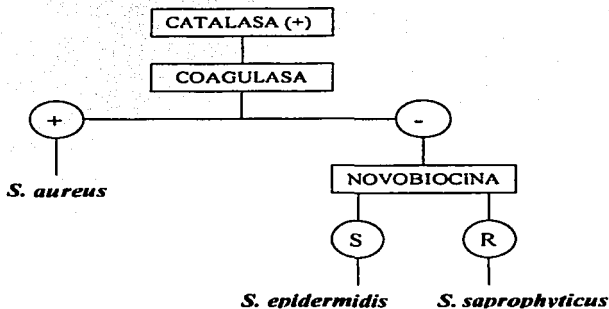 CATALASA (+)
COAGULASA
+ -
S. aureus
NOVOBIOCINA
S R
S. epidermidis S. saprophyticus